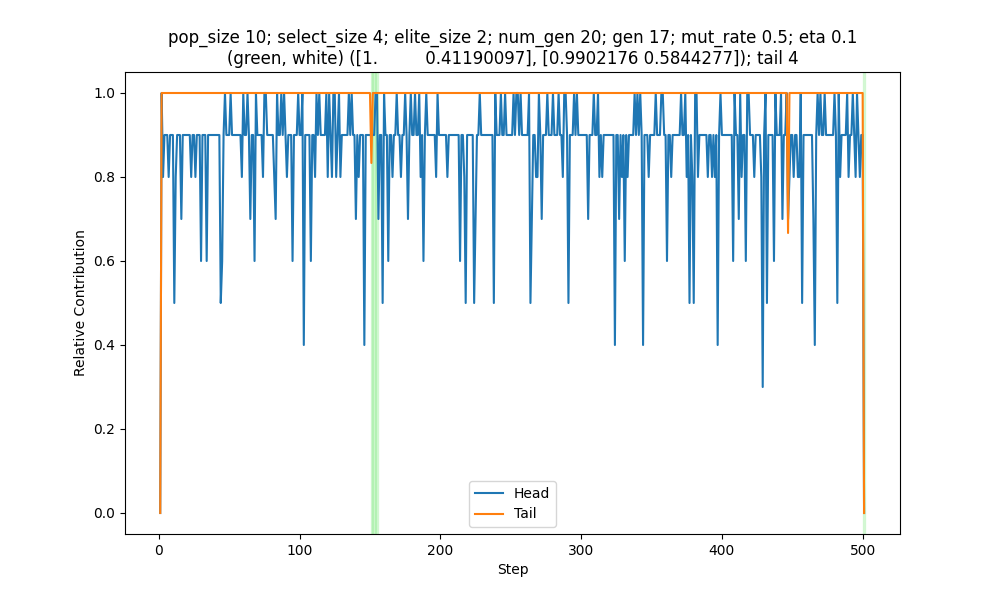 pop_size 10; select_size 4; elite_size 2; num_gen 20; gen 17; mut_rate 0.5; eta 0.1
(green, white) ([1.         0.41190097], [0.9902176 0.5844277]); tail 4
1.0
0.8
0.6
0.4
0.2
0.0
Relative Contribution
Head
Tail
0 100 200 300 400 500
Step